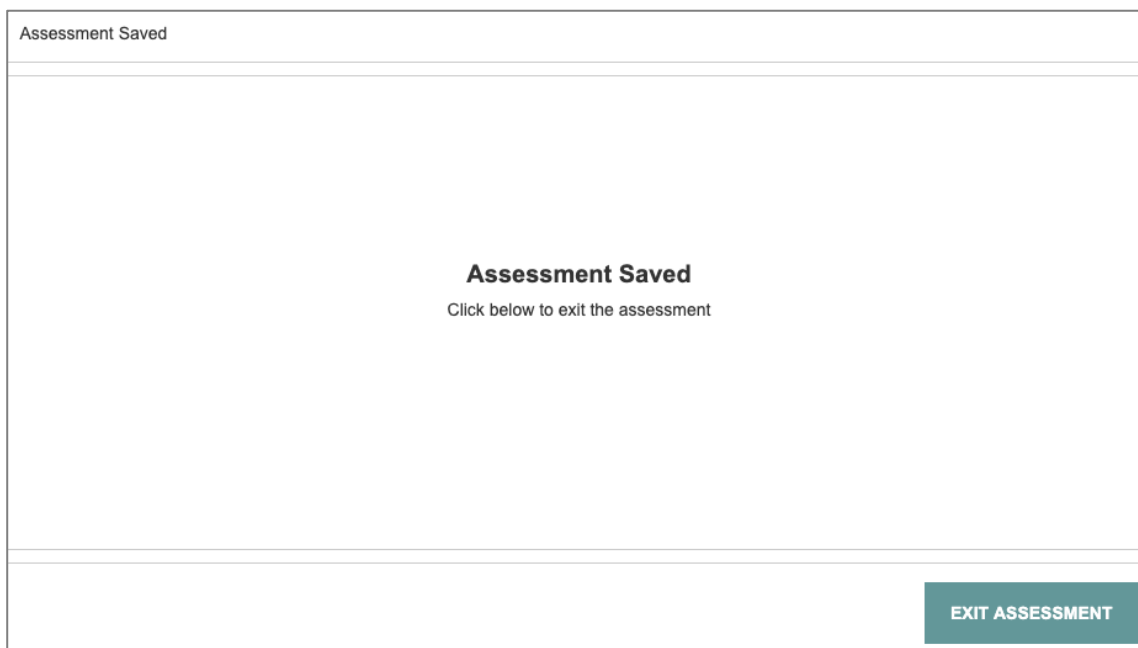 Assessment Saved
Assessment Saved
Click below to exit the assessment
EXIT ASSESSMENT